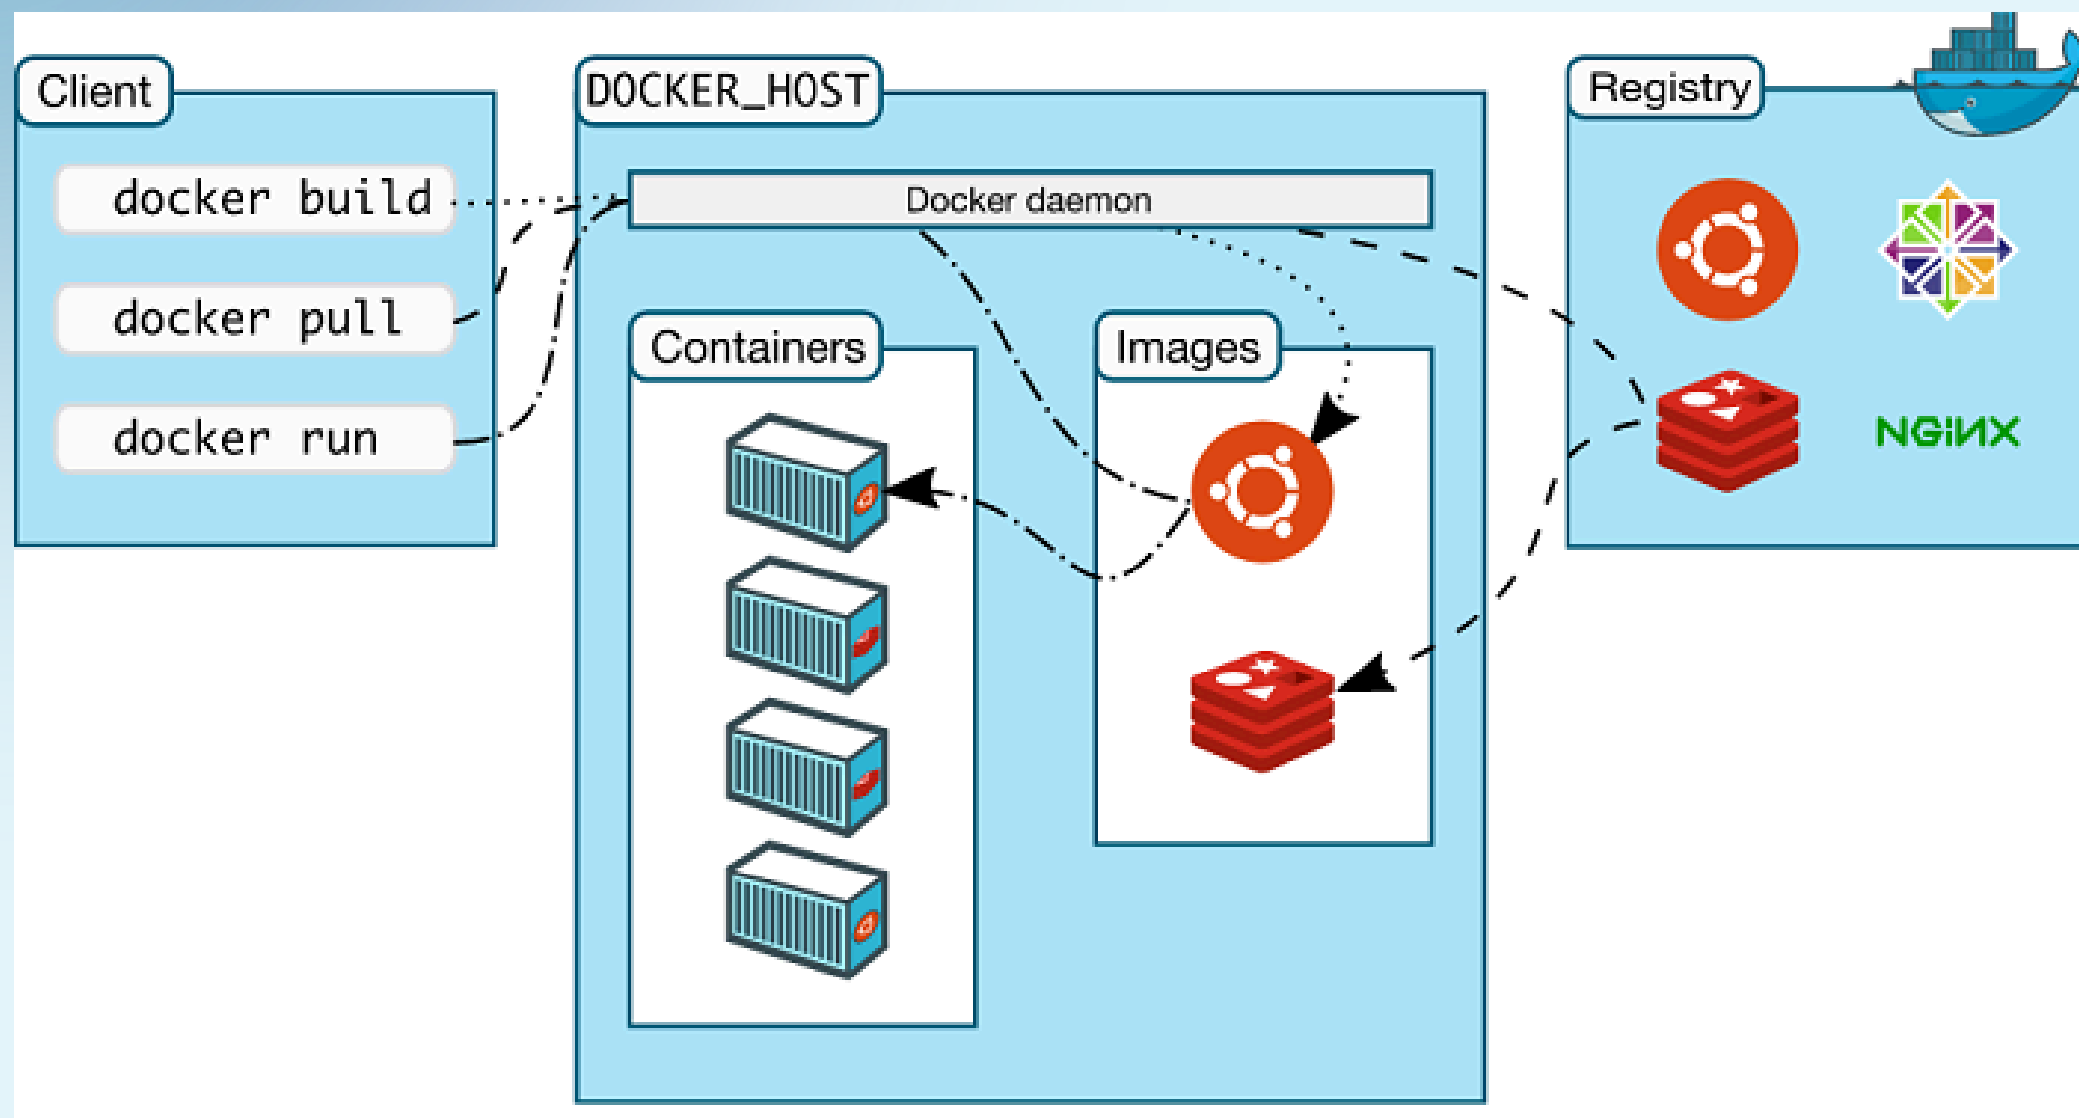 Client
docker build
docker pull
docker run
DOCKER_HOST
Docker daemon
Containers
Images
Registry
NGiNX